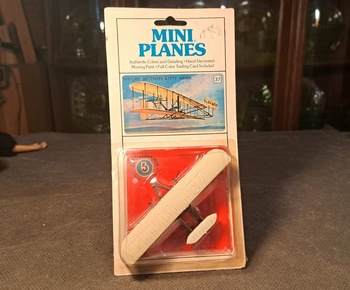 MINI
PLANES
Authentic Colors and Detailing • Hand Decorated
Moving Parts • Full Color Trading Card Included
WRIGHT BROTHERS KITTY HAWK